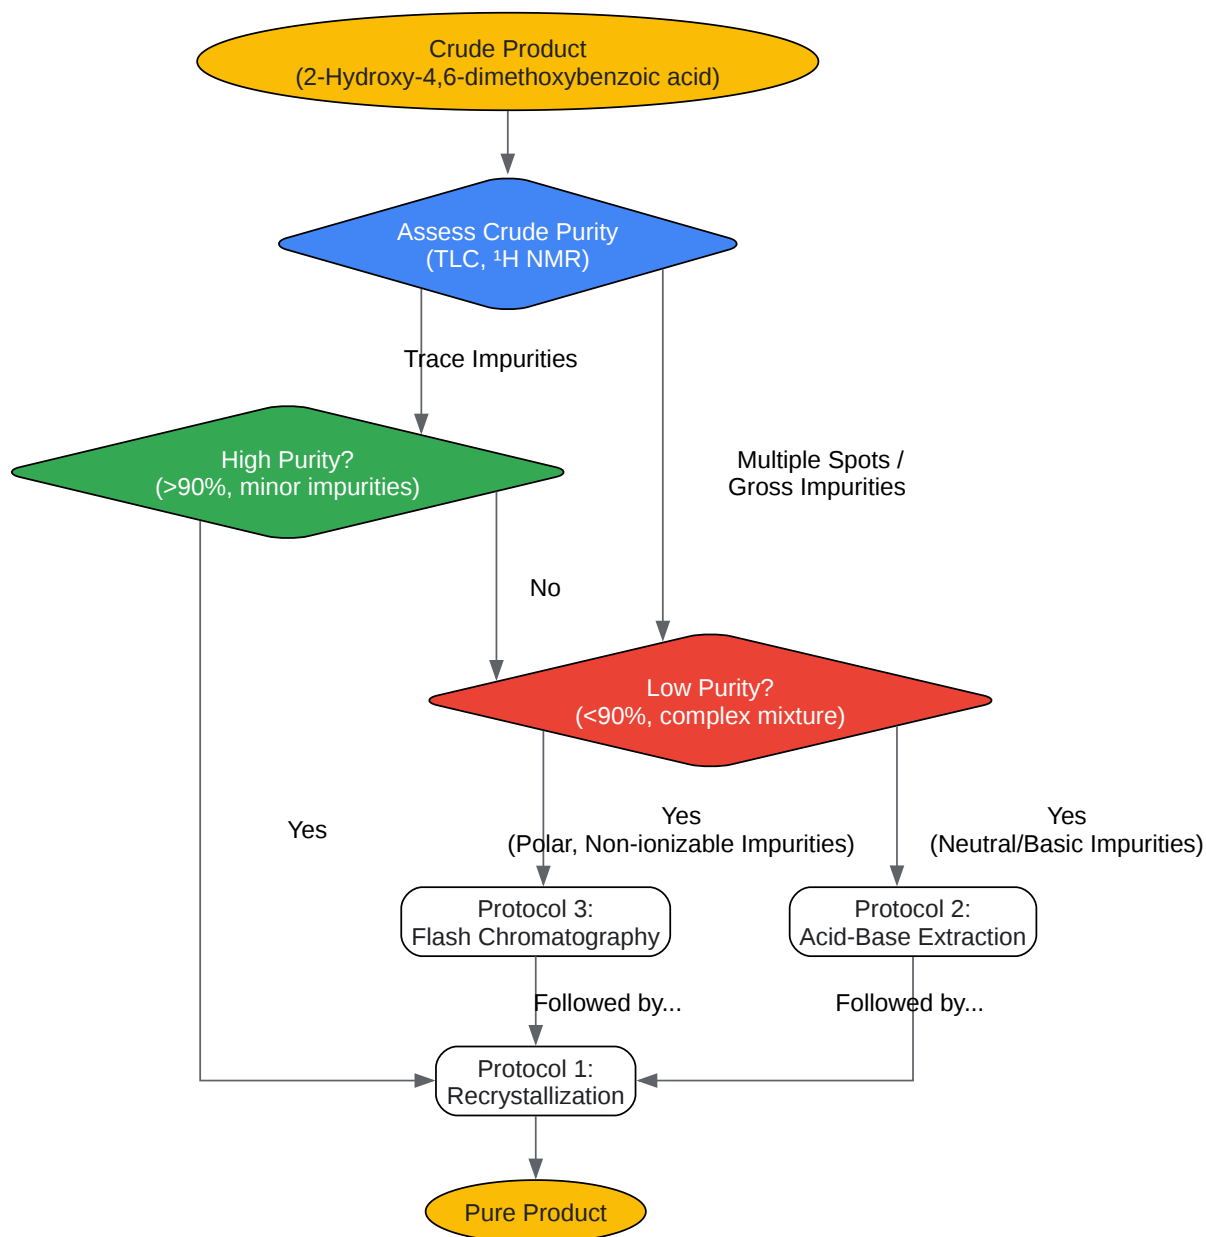 Crude Product
(2-Hydroxy-4,6-dimethoxybenzoic acid)
Assess Crude Purity
(TLC, ¹H NMR)
Trace Impurities
High Purity?
(>90%, minor impurities)
Multiple Spots /
Gross Impurities
No
Low Purity?
(<90%, complex mixture)
Yes
Yes
(Polar, Non-ionizable Impurities)
Yes
(Neutral/Basic Impurities)
Protocol 3:
Flash Chromatography
Protocol 2:
Acid-Base Extraction
Followed by...
Followed by...
Protocol 1:
Recrystallization
Pure Product